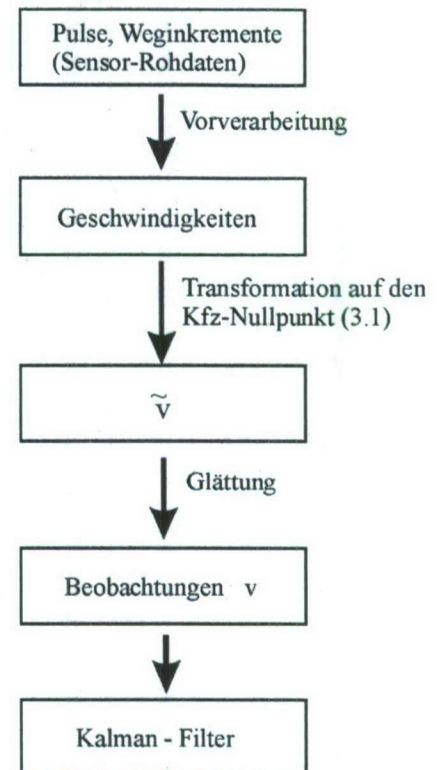 Pulse, Weginkremente
(Sensor-Rohdaten)
Vorverarbeitung
Geschwindigkeiten
Transformation auf den
Kfz-Nullpunkt (3.1)
ṽ
Glättung
Beobachtungen v
Kalman - Filter